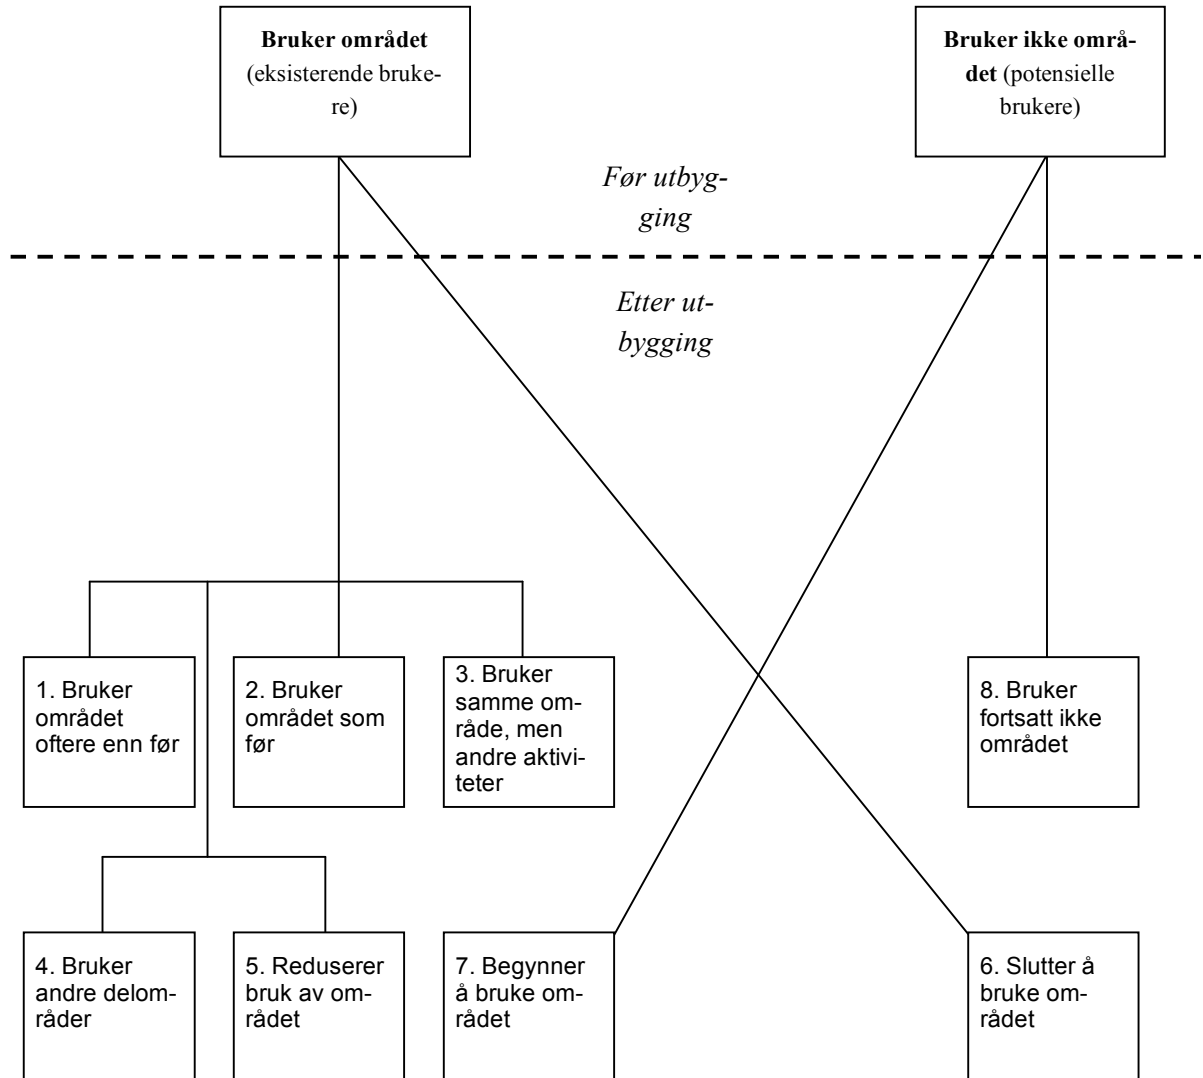 Bruker området
(eksisterende bruke-
re)
Bruker ikke områ-
det (potensielle
brukere)
Før utbyg-
ging
Etter ut-
bygging
1. Bruker
området
oftere enn før
2. Bruker
området som
før
3. Bruker
samme om-
råde, men
andre aktivi-
teter
8. Bruker
fortsatt ikke
området
4. Bruker
andre delom-
råder
5. Reduserer
bruk av om-
rådet
7. Begynner
å bruke om-
rådet
6. Slutter å
bruke om-
rådet